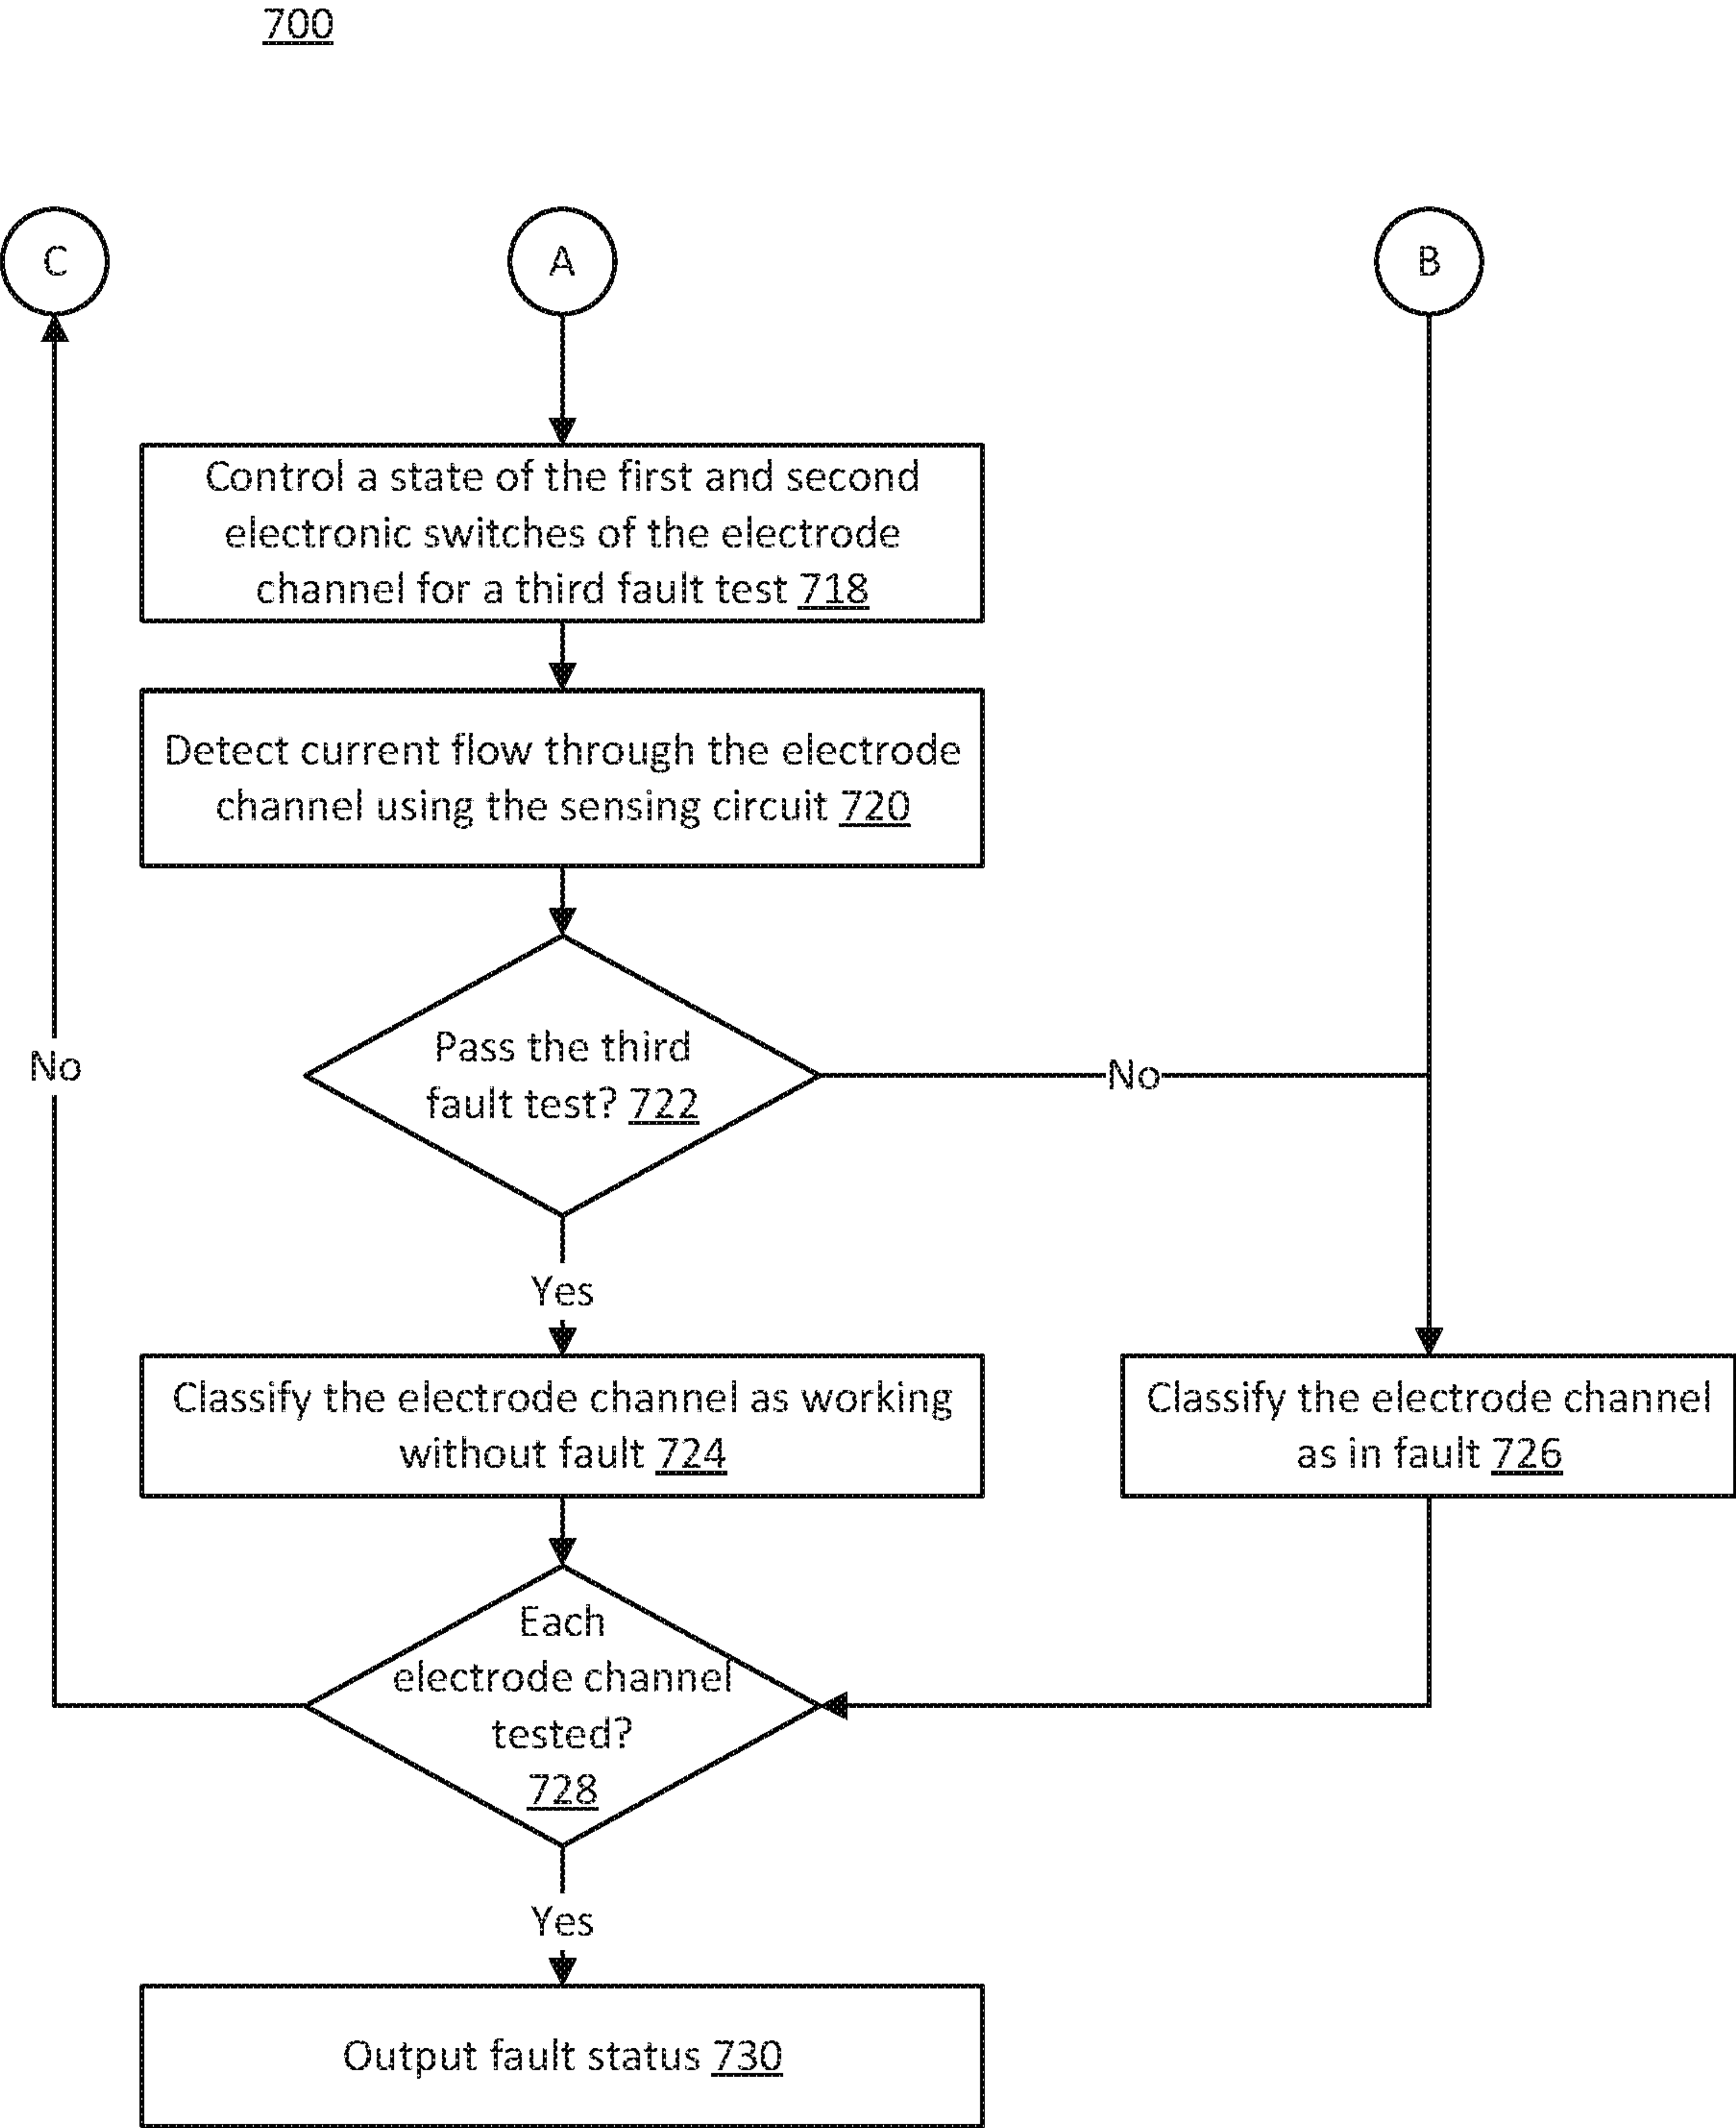 700
C
A
B
Control a state of the first and second
electronic switches of the electrode
channel for a third fault test 718
Detect current flow through the electrode
channel using the sensing circuit 720
Pass the third
fault test? 722
No
No
Yes
Classify the electrode channel as working
without fault 724
Classify the electrode channel
as in fault 726
Each
electrode channel
tested?
728
Yes
Output fault status 730